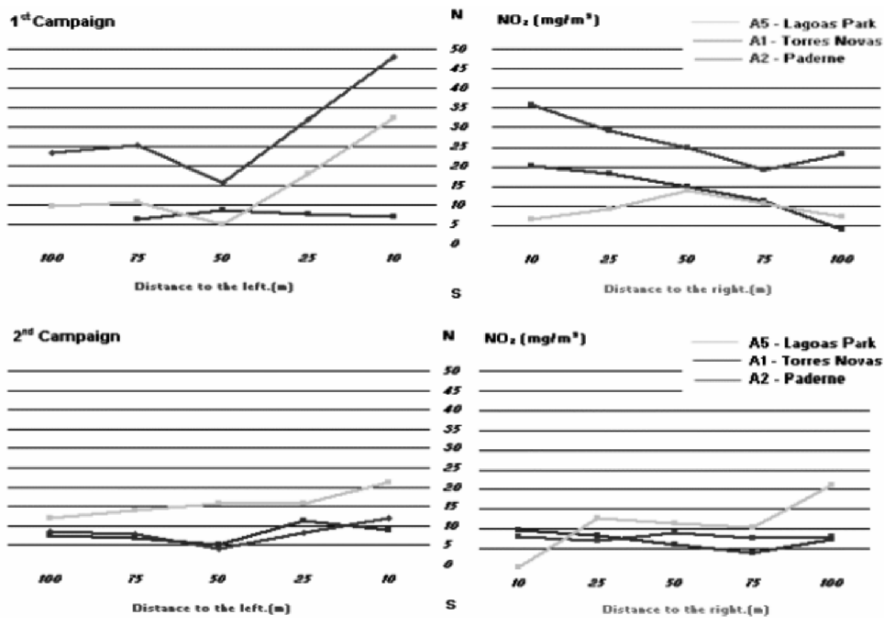 1st Campaign
N
NO₂ (mg/m³)
A5 - Lagoas Park
A1 - Torres Novas
A2 - Paderne
50
45
40
35
30
25
20
15
10
5
0
100 75 50 25 10
10 25 50 75 100
Distance to the left.(m)
S
Distance to the right.(m)
2nd Campaign
N
NO₂ (mg/m³)
A5 - Lagoas Park
A1 - Torres Novas
A2 - Paderne
50
45
40
35
30
25
20
15
10
5
0
100 75 50 25 10
10 25 50 75 100
Distance to the left.(m)
S
Distance to the right.(m)